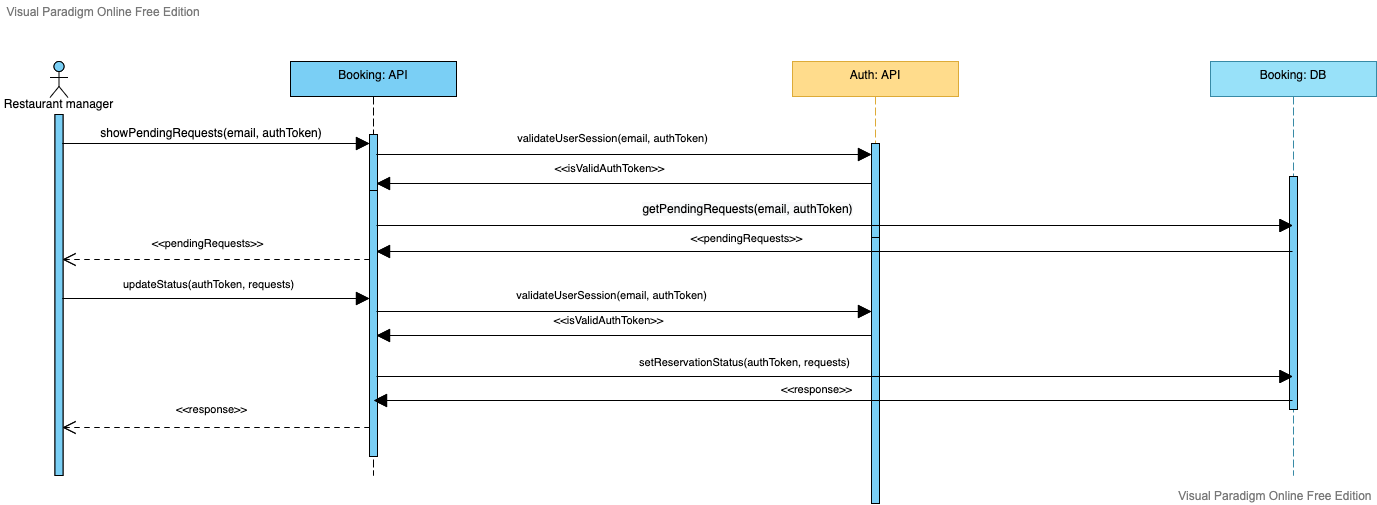 Visual Paradigm Online Free Edition
Booking: API
Auth: API
Booking: DB
Restaurant manager
showPendingRequests(email, authToken)
validateUserSession(email, authToken)
<<isValidAuthToken>>
getPendingRequests(email, authToken)
<<pendingRequests>>
<<pendingRequests>>
updateStatus(authToken, requests)
validateUserSession(email, authToken)
<<isValidAuthToken>>
setReservationStatus(authToken, requests)
<<response>>
<<response>>
Visual Paradigm Online Free Edition